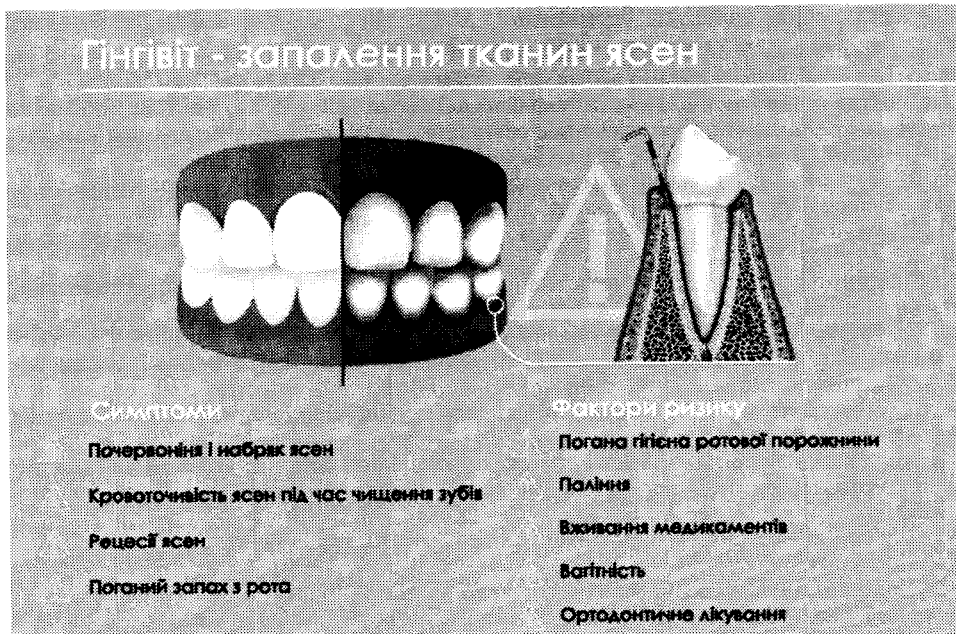 Гінгівіт - запалення тканин ясен
Симптоми
Почервоніня і набряк ясен
Кровоточивість ясен під час чищення зубів
Рецесії ясен
Поганий запах з рота
Фактори ризику
Погана гігієна ротової порожнини
Паління
Вживання медикаментів
Вагітність
Ортодонтичне лікування